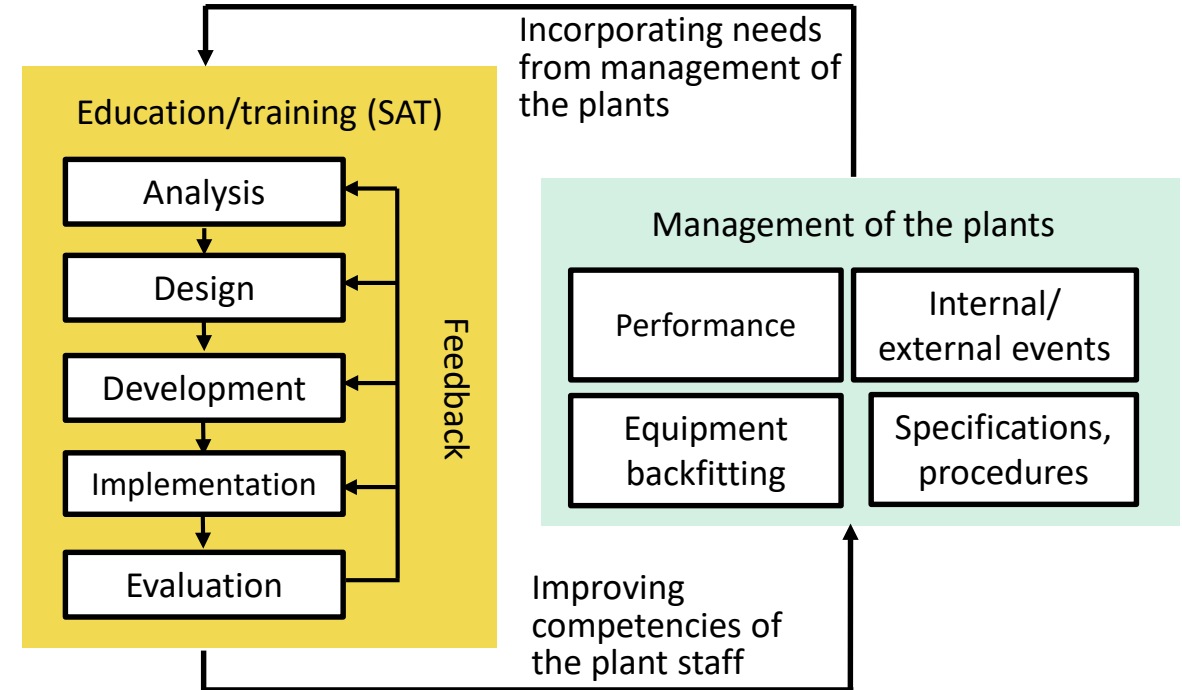 Incorporating needs
from management of
the plants
Education/training (SAT)
Analysis
Design
Development
Implementation
Evaluation
Feedback
Management of the plants
Performance
Internal/
external events
Equipment
backfitting
Specifications,
procedures
Improving
competencies of
the plant staff